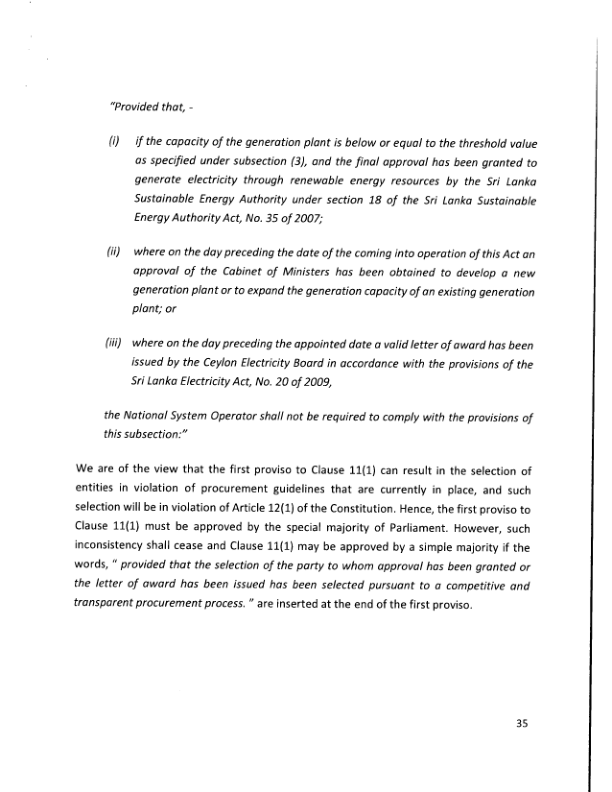 "Provided that, -
(i) if the capacity of the generation plant is below or equal to the threshold value
as specified under subsection (3), and the final approval has been granted to
generate electricity through renewable energy resources by the Sri Lanka
Sustainable Energy Authority under section 18 of the Sri Lanka Sustainable
Energy Authority Act, No. 35 of 2007;
(ii) where on the day preceding the date of the coming into operation of this Act an
approval of the Cabinet of Ministers has been obtained to develop a new
generation plant or to expand the generation capacity of an existing generation
plant; or
(iii) where on the day preceding the appointed date a valid letter of award has been
issued by the Ceylon Electricity Board in accordance with the provisions of the
Sri Lanka Electricity Act, No. 20 of 2009,
the National System Operator shall not be required to comply with the provisions of
this subsection:"
We are of the view that the first proviso to Clause 11(1) can result in the selection of
entities in violation of procurement guidelines that are currently in place, and such
selection will be in violation of Article 12(1) of the Constitution. Hence, the first proviso to
Clause 11(1) must be approved by the special majority of Parliament. However, such
inconsistency shall cease and Clause 11(1) may be approved by a simple majority if the
words, " provided that the selection of the party to whom approval has been granted or
the letter of award has been issued has been selected pursuant to a competitive and
transparent procurement process. " are inserted at the end of the first proviso.
35